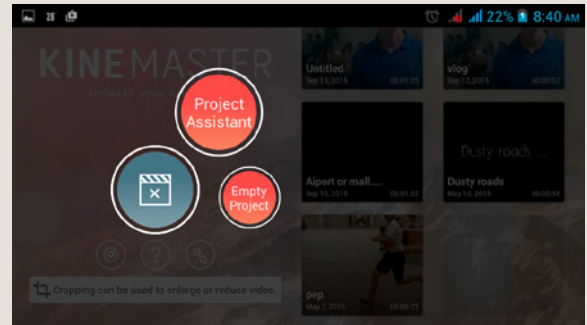 28°
22% 8:40 AM
KINEMASTER
Project
Assistant
Empty
Project
Untitled
Sep 13, 2015 00:01:25
vlog
Sep 12, 2015 00:00:57
Aiport or mall....
Sep 10, 2015 00:01:32
Dusty roads ...
Dusty roads
May 10, 2015 00:00:58
pep
May 7, 2015 00:00:22
Cropping can be used to enlarge or reduce video.